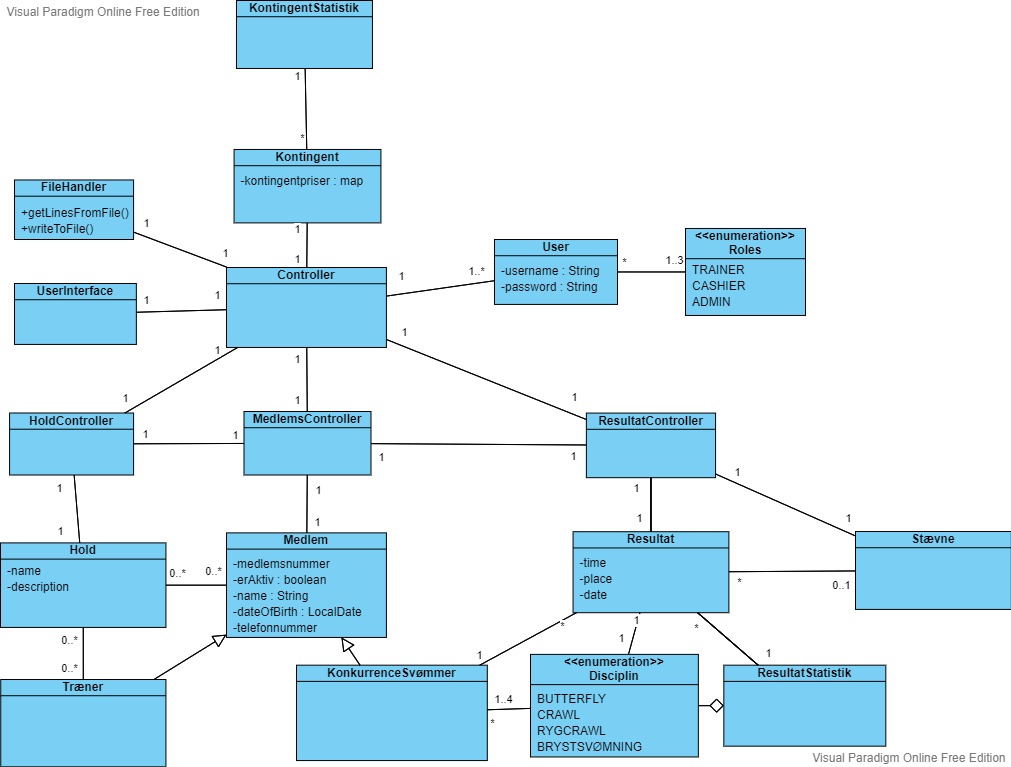 Visual Paradigm Online Free Edition
KontingentStatistik
1
*
Kontingent
-kontingentpriser : map
1
1
FileHandler
+getLinesFromFile()
+writeToFile()
1
1
UserInterface
1
1
Controller
1
1..*
User
-username : String
-password : String
*
1..3
<<enumeration>>
Roles
TRAINER
CASHIER
ADMIN
1
1
1
1
1
1
HoldController
1
1
MedlemsController
1
1
ResultatController
1
1
1
1
1
1
1
1
Hold
-name
-description
0..*
0..*
Medlem
-medlemsnummer
-erAktiv : boolean
-name : String
-dateOfBirth : LocalDate
-telefonnummer
Resultat
-time
-place
-date
*
0..1
Stævne
0..*
0..*
Træner
*
1
1
1
*
1
KonkurrenceSvømmer
1..4
*
<<enumeration>>
Disciplin
BUTTERFLY
CRAWL
RYGCRAWL
BRYSTSVØMNING
ResultatStatistik
Visual Paradigm Online Free Edition